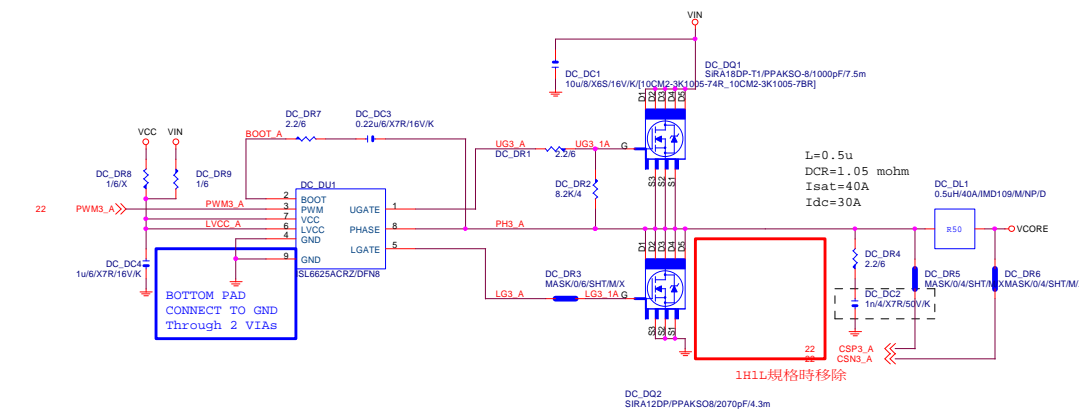 VIN
DC_DQ1
SiRA18DP-T1/PPAKSO-8/1000pF/7.5m
DC_DC1
10u/8/X6S/16V/K/[10CM2-3K1005-74R_10CM2-3K1005-7BR]
D1
D2
D3
D4
D5
G
S3
S2
S1
DC_DR7
2.2/6
DC_DC3
0.22u/6/X7R/16V/K
BOOT_A
VCC
VIN
UG3_A
DC_DR1
2.2/6
UG3_1A
DC_DR8
1/6/X
DC_DR9
1/6
DC_DU1
DC_DR2
8.2K/4
L=0.5u
DCR=1.05 mohm
Isat=40A
Idc=30A
DC_DL1
0.5uH/40A/IMD109/M/NP/D
R50
VCORE
22
PWM3_A
PWM3_A
LVCC_A
2
BOOT
3
PWM
7
VCC
6
LVCC
4
GND
9
GND
UGATE
1
PHASE
8
LGATE
5
ISL6625ACRZ/DFN8
PH3_A
DC_DC4
1u/6/X7R/16V/K
BOTTOM PAD
CONNECT TO GND
Through 2 VIAs
LG3_A
DC_DR3
MASK/0/6/SHT/M/X
LG3_1A
D1
D2
D3
D4
D5
G
S3
S2
S1
DC_DR4
2.2/6
DC_DC2
1n/4/X7R/50V/K
DC_DR5
MASK/0/4/SHT/M/X
DC_DR6
MASK/0/4/SHT/M/
22
CSP3_A
22
CSN3_A
1H1L規格時移除
DC_DQ2
SIRA12DP/PPAKSO8/2070pF/4.3m